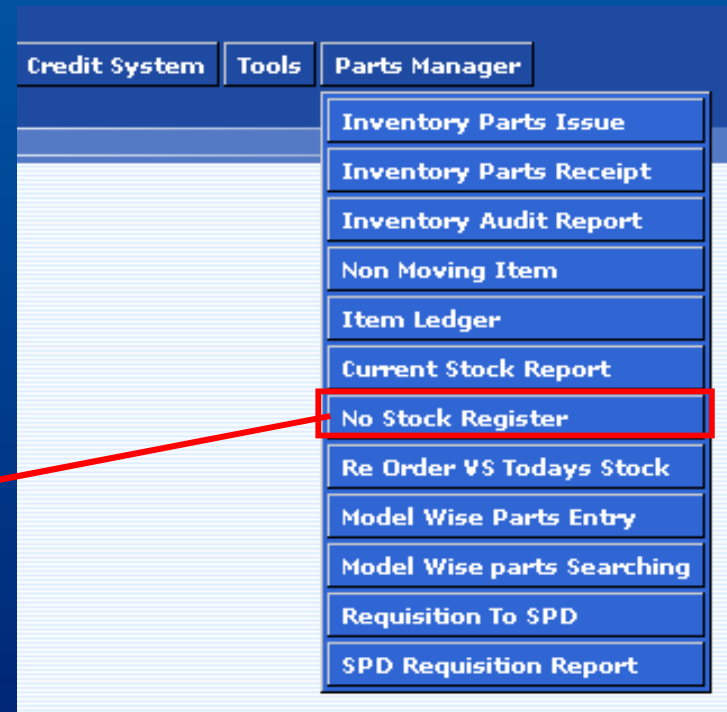 Credit System Tools Parts Manager
Inventory Parts Issue
Inventory Parts Receipt
Inventory Audit Report
Non Moving Item
Item Ledger
Current Stock Report
No Stock Register
Re Order VS Todays Stock
Model Wise Parts Entry
Model Wise parts Searching
Requisition To SPD
SPD Requisition Report